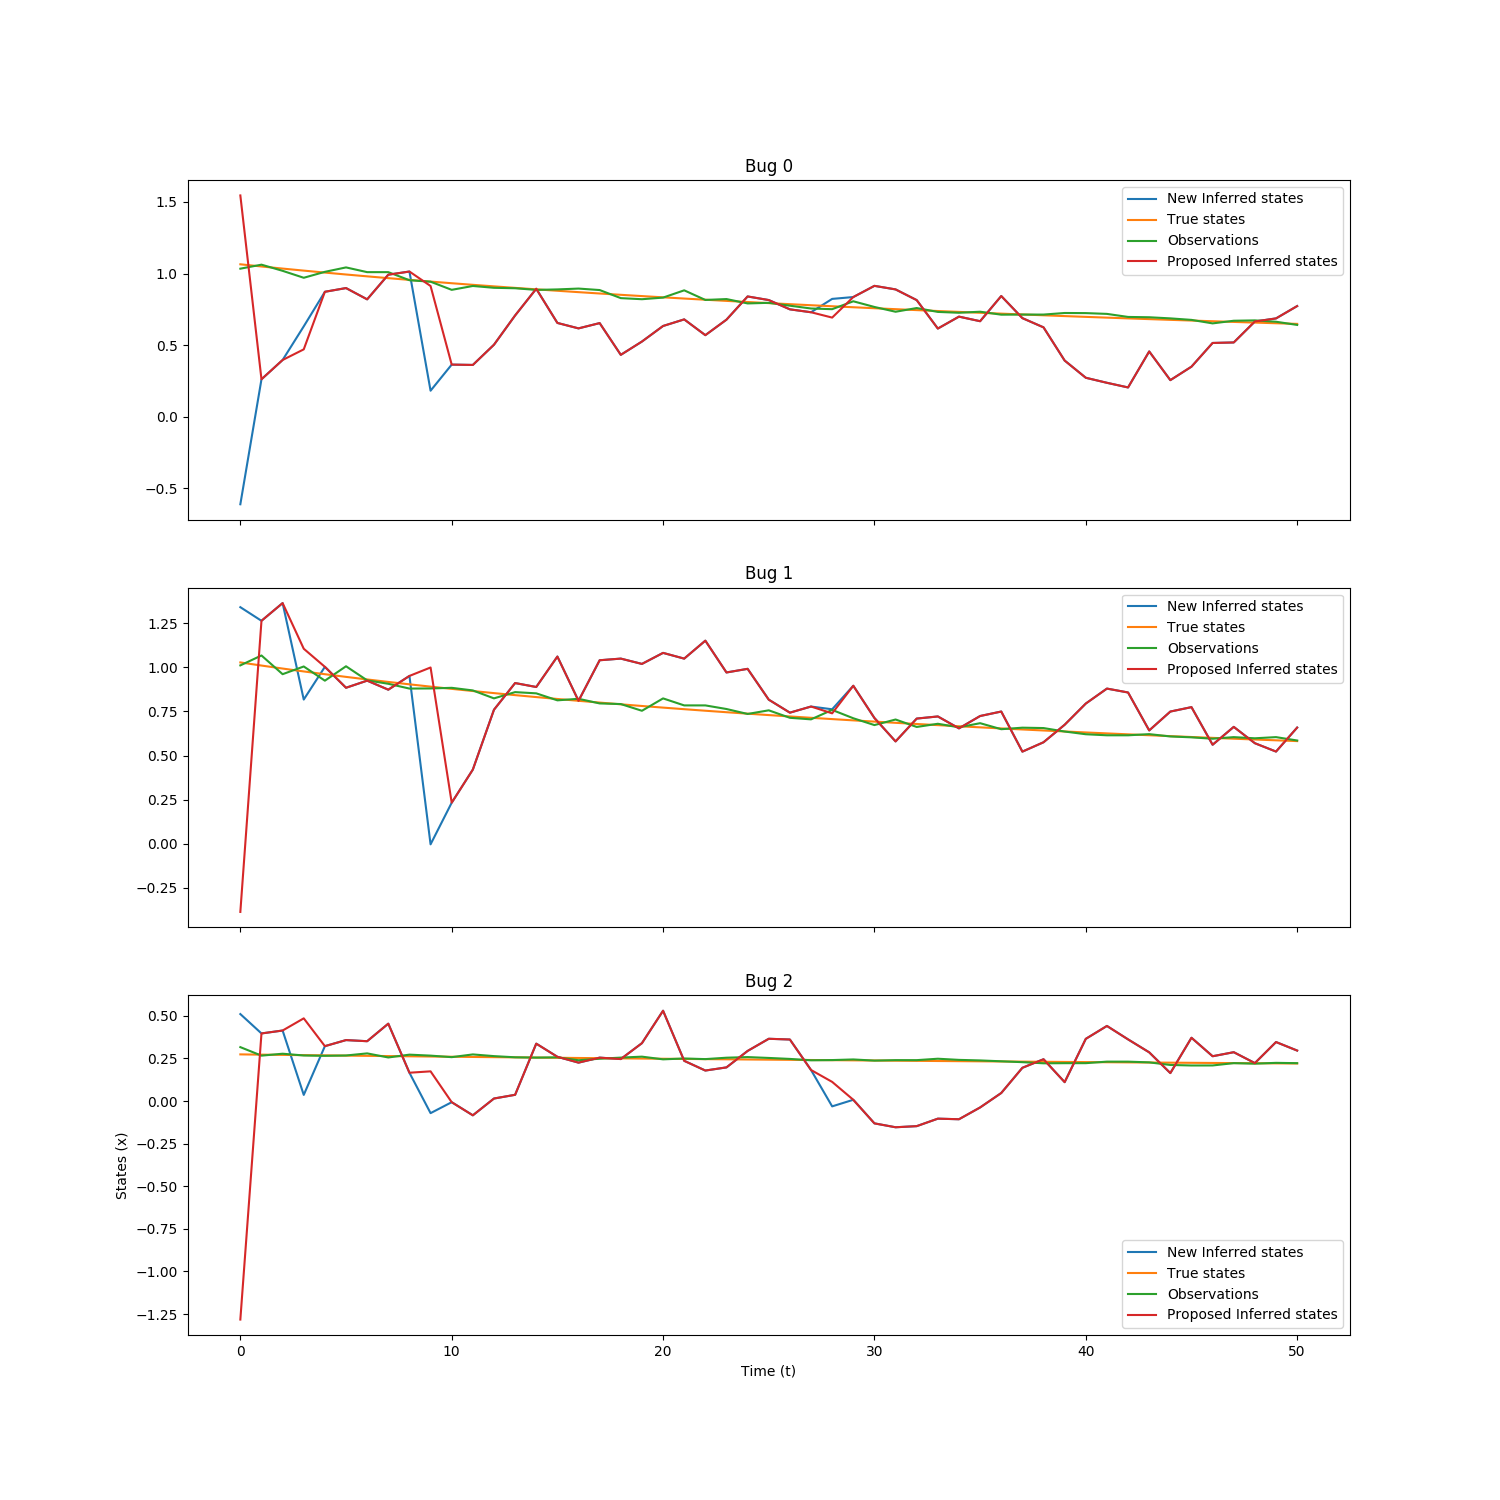 Bug 0
1.5
1.0
0.5
0.0
−0.5
New Inferred states
True states
Observations
Proposed Inferred states
Bug 1
1.25
1.00
0.75
0.50
0.25
0.00
−0.25
New Inferred states
True states
Observations
Proposed Inferred states
Bug 2
States (x)
0.50
0.25
0.00
−0.25
−0.50
−0.75
−1.00
−1.25
New Inferred states
True states
Observations
Proposed Inferred states
0 10 20 30 40 50
Time (t)